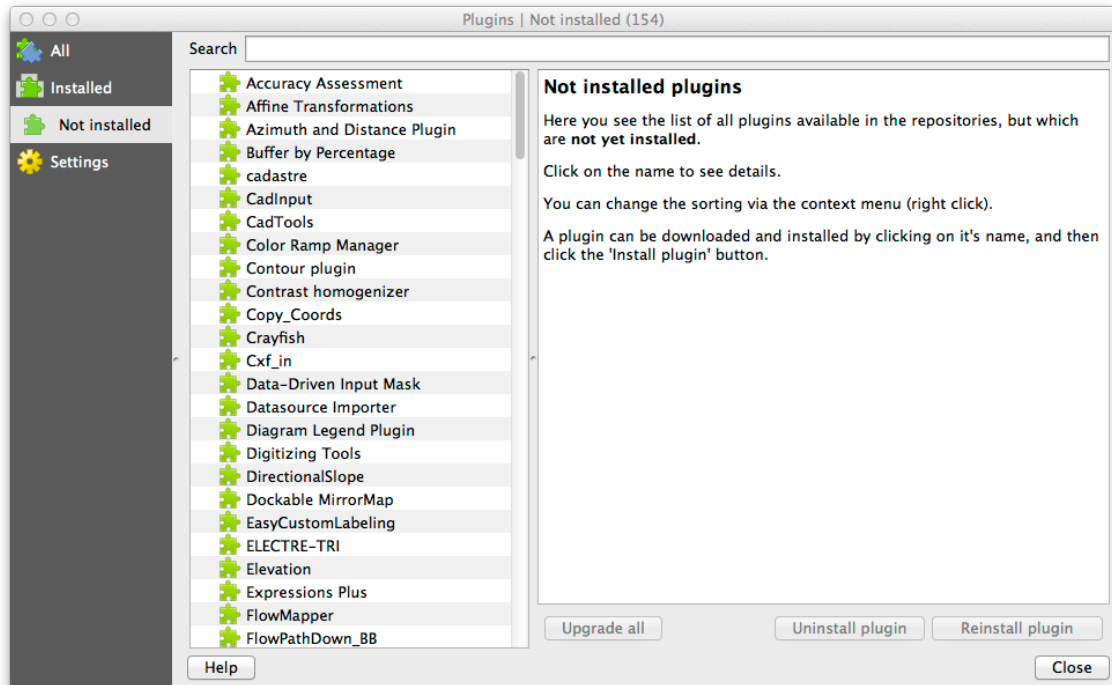 Plugins | Not installed (154)
All
Installed
Not installed
Settings
Search
Accuracy Assessment
Affine Transformations
Azimuth and Distance Plugin
Buffer by Percentage
cadastre
CadInput
CadTools
Color Ramp Manager
Contour plugin
Contrast homogenizer
Copy_Coords
Crayfish
Cxf_in
Data-Driven Input Mask
Datasource Importer
Diagram Legend Plugin
Digitizing Tools
DirectionalSlope
Dockable MirrorMap
EasyCustomLabeling
ELECTRE-TRI
Elevation
Expressions Plus
FlowMapper
FlowPathDown_BB
Not installed plugins
Here you see the list of all plugins available in the repositories, but which
are not yet installed.
Click on the name to see details.
You can change the sorting via the context menu (right click).
A plugin can be downloaded and installed by clicking on it's name, and then
click the 'Install plugin' button.
Upgrade all
Uninstall plugin
Reinstall plugin
Help
Close